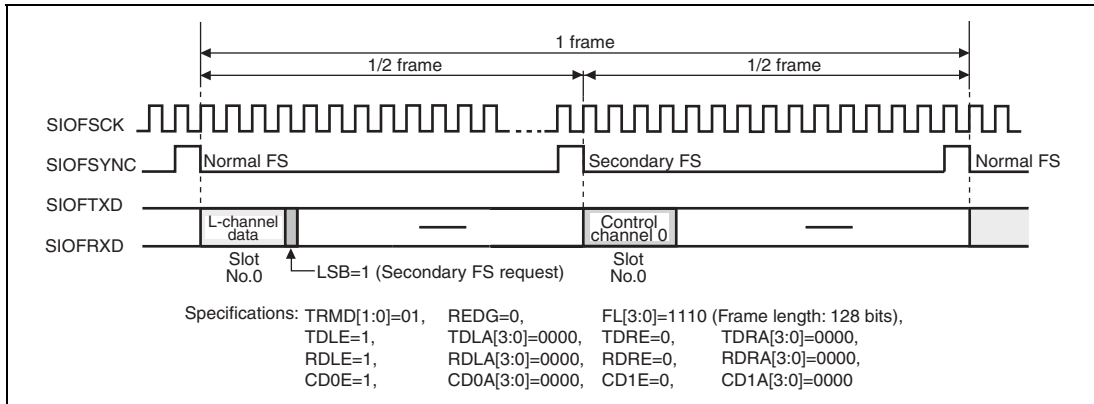 1 frame
1/2 frame 1/2 frame
SIOFSCK
SIOFSYNC Normal FS Secondary FS Normal FS
SIOFTXD
SIOFRXD
L-channel
data
Control
channel 0
Slot
No.0
LSB=1 (Secondary FS request)
Slot
No.0
Specifications: TRMD[1:0]=01, REDG=0, FL[3:0]=1110 (Frame length: 128 bits),
TDLE=1, TDLA[3:0]=0000, TDRE=0, TDRA[3:0]=0000,
RDLE=1, RDLA[3:0]=0000, RDRE=0, RDRA[3:0]=0000,
CD0E=1, CD0A[3:0]=0000, CD1E=0, CD1A[3:0]=0000